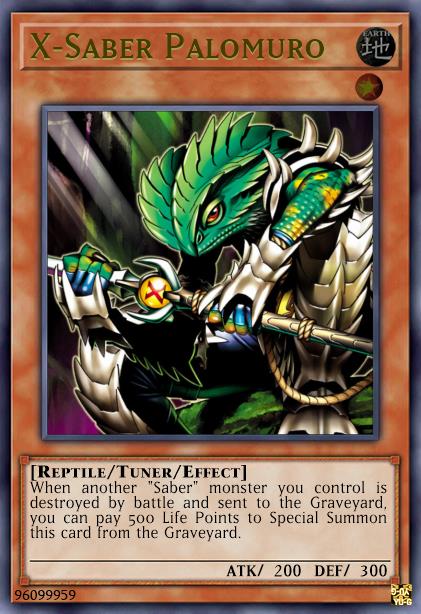 X-Saber Palomuro
EARTH
地
[Reptile/Tuner/Effect]
When another "Saber" monster you control is
destroyed by battle and sent to the Graveyard,
you can pay 500 Life Points to Special Summon
this card from the Graveyard.
ATK/ 200 DEF/ 300
96099959